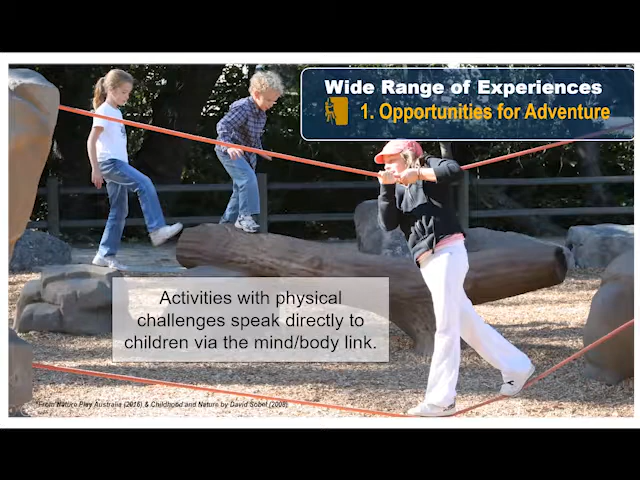 Wide Range of Experiences
1. Opportunities for Adventure
Activities with physical
challenges speak directly to
children via the mind/body link.
*From Nature Play Australia (2016) & Childhood and Nature by David Sobel (2008).